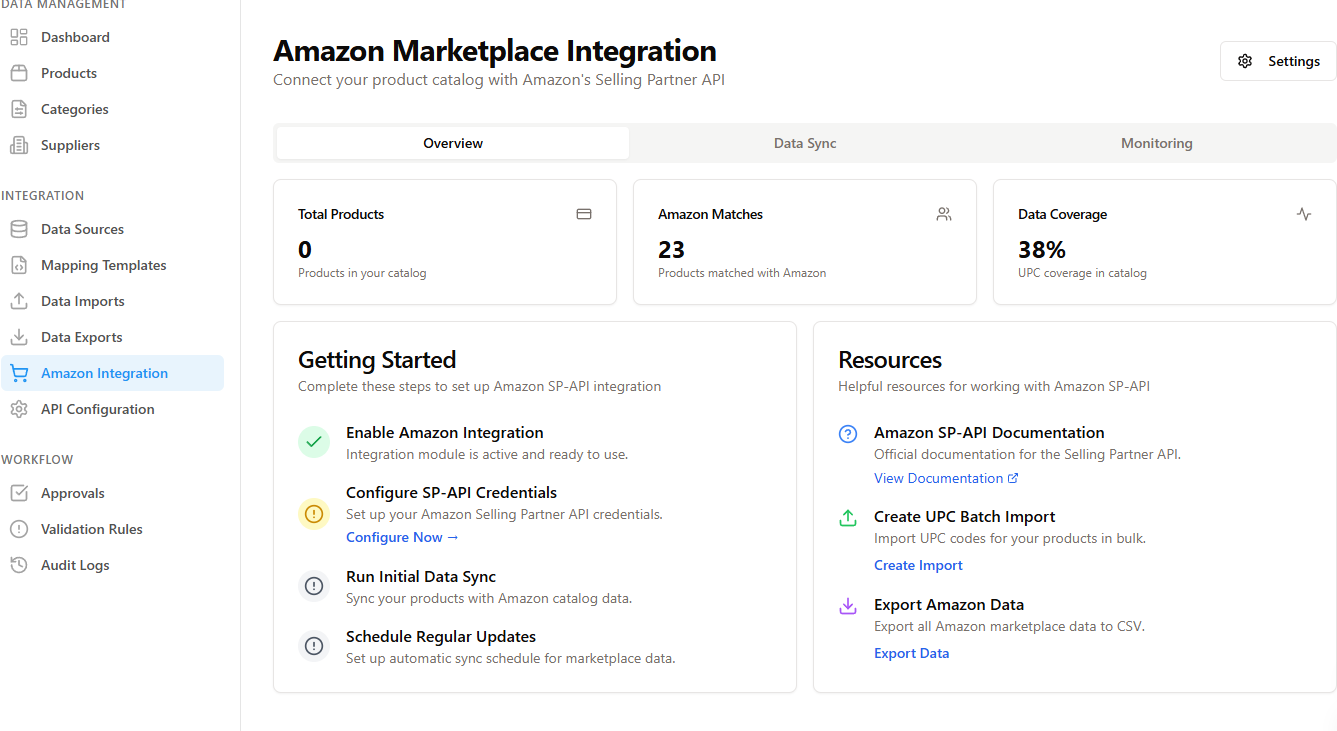 DATA MANAGEMENT
Dashboard
Products
Categories
Suppliers
INTEGRATION
Data Sources
Mapping Templates
Data Imports
Data Exports
Amazon Integration
API Configuration
WORKFLOW
Approvals
Validation Rules
Audit Logs
Amazon Marketplace Integration
Connect your product catalog with Amazon's Selling Partner API
Settings
Overview
Data Sync
Monitoring
Total Products
0
Products in your catalog
Amazon Matches
23
Products matched with Amazon
Data Coverage
38%
UPC coverage in catalog
Getting Started
Complete these steps to set up Amazon SP-API integration
Enable Amazon Integration
Integration module is active and ready to use.
Configure SP-API Credentials
Set up your Amazon Selling Partner API credentials.
Configure Now →
Run Initial Data Sync
Sync your products with Amazon catalog data.
Schedule Regular Updates
Set up automatic sync schedule for marketplace data.
Resources
Helpful resources for working with Amazon SP-API
Amazon SP-API Documentation
Official documentation for the Selling Partner API.
View Documentation
Create UPC Batch Import
Import UPC codes for your products in bulk.
Create Import
Export Amazon Data
Export all Amazon marketplace data to CSV.
Export Data